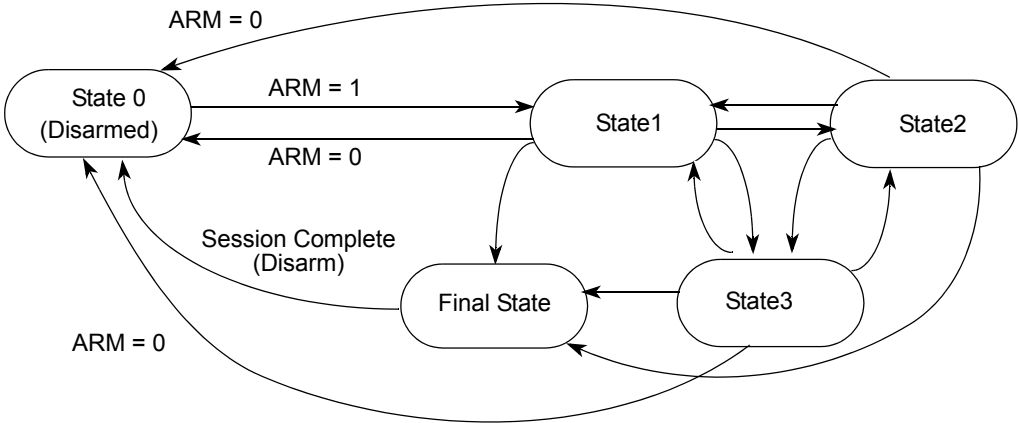 ARM = 0
State 0
(Disarmed)
ARM = 1
ARM = 0
State1
State2
Session Complete
(Disarm)
Final State
State3
ARM = 0